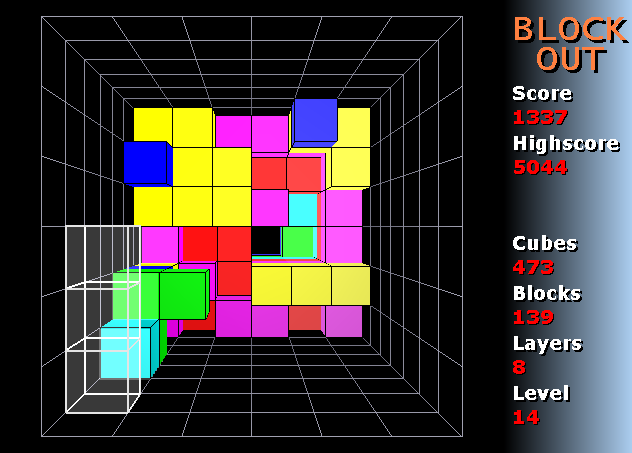 BLOCK
OUT
Score
1337
Highscore
5044
Cubes
473
Blocks
139
Layers
8
Level
14